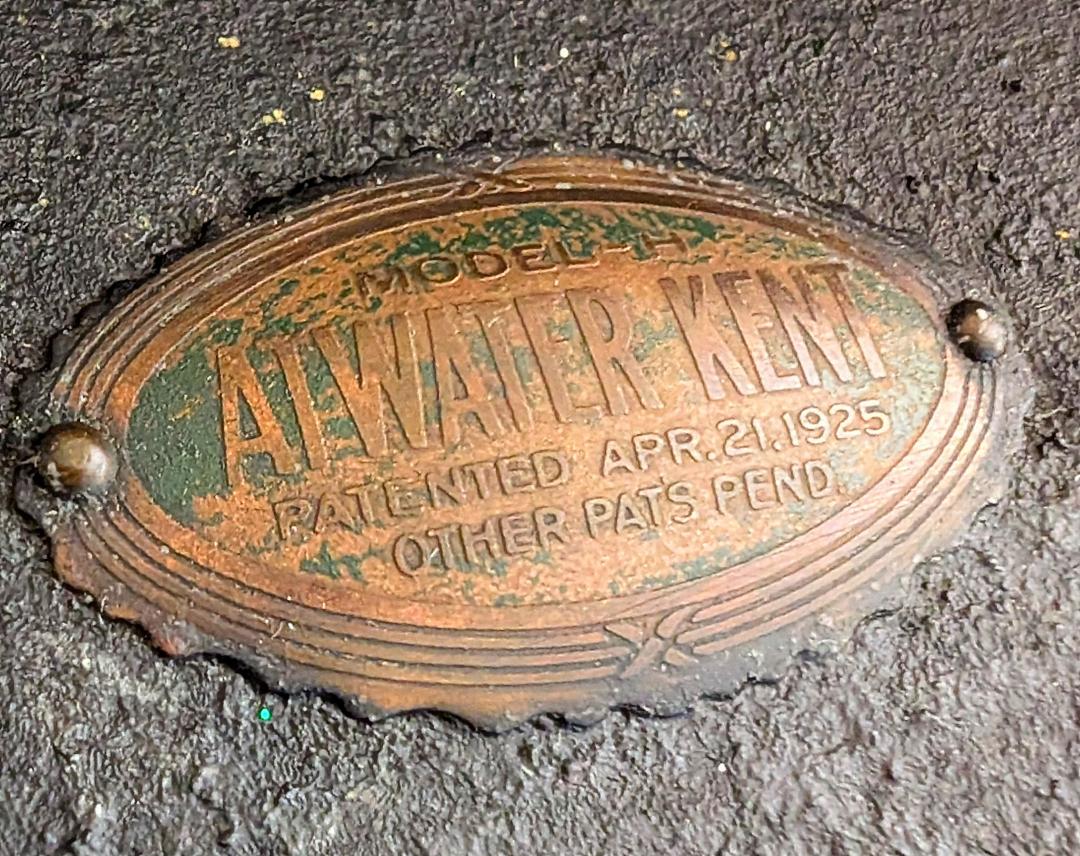 MODEL-H
ATWATER KENT
PATENTED APR. 21. 1925
OTHER PATS PEND.